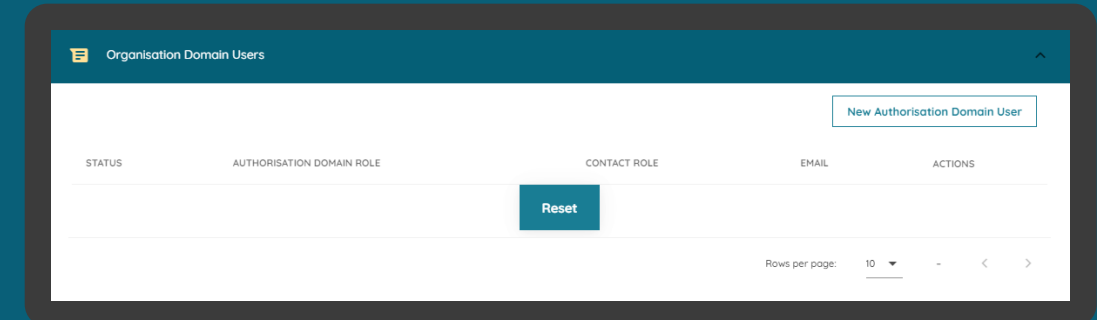 Organisation Domain Users
New Authorisation Domain User
STATUS AUTHORISATION DOMAIN ROLE CONTACT ROLE EMAIL ACTIONS
Reset
Rows per page: 10 -